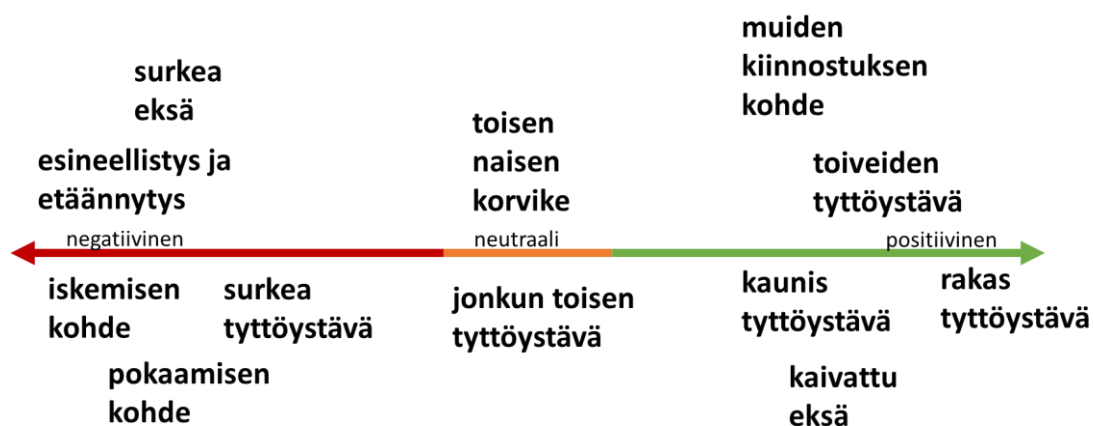 surkea
eksä
esineellistys ja
etäännytys
toisen
naisen
korvike
muiden
kiinnostuksen
kohde
toiveiden
tyttöystävä
negatiivinen
neutraali
positiivinen
iskemisen
kohde
surkea
tyttöystävä
pokaamisen
kohde
jonkun toisen
tyttöystävä
kaunis
tyttöystävä
rakas
tyttöystävä
kaivattu
eksä